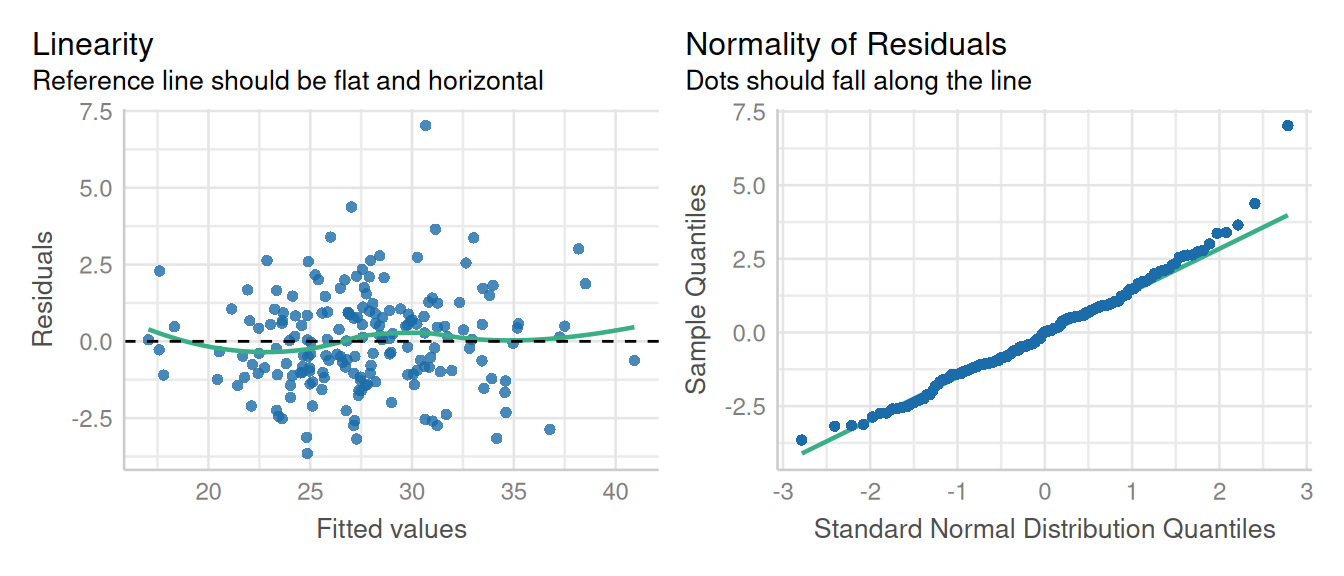 Linearity
Reference line should be flat and horizontal
7.5
5.0
2.5
0.0
-2.5
Residuals
20 25 30 35 40
Fitted values
Normality of Residuals
Dots should fall along the line
7.5
5.0
2.5
0.0
-2.5
Sample Quantiles
-3 -2 -1 0 1 2 3
Standard Normal Distribution Quantiles